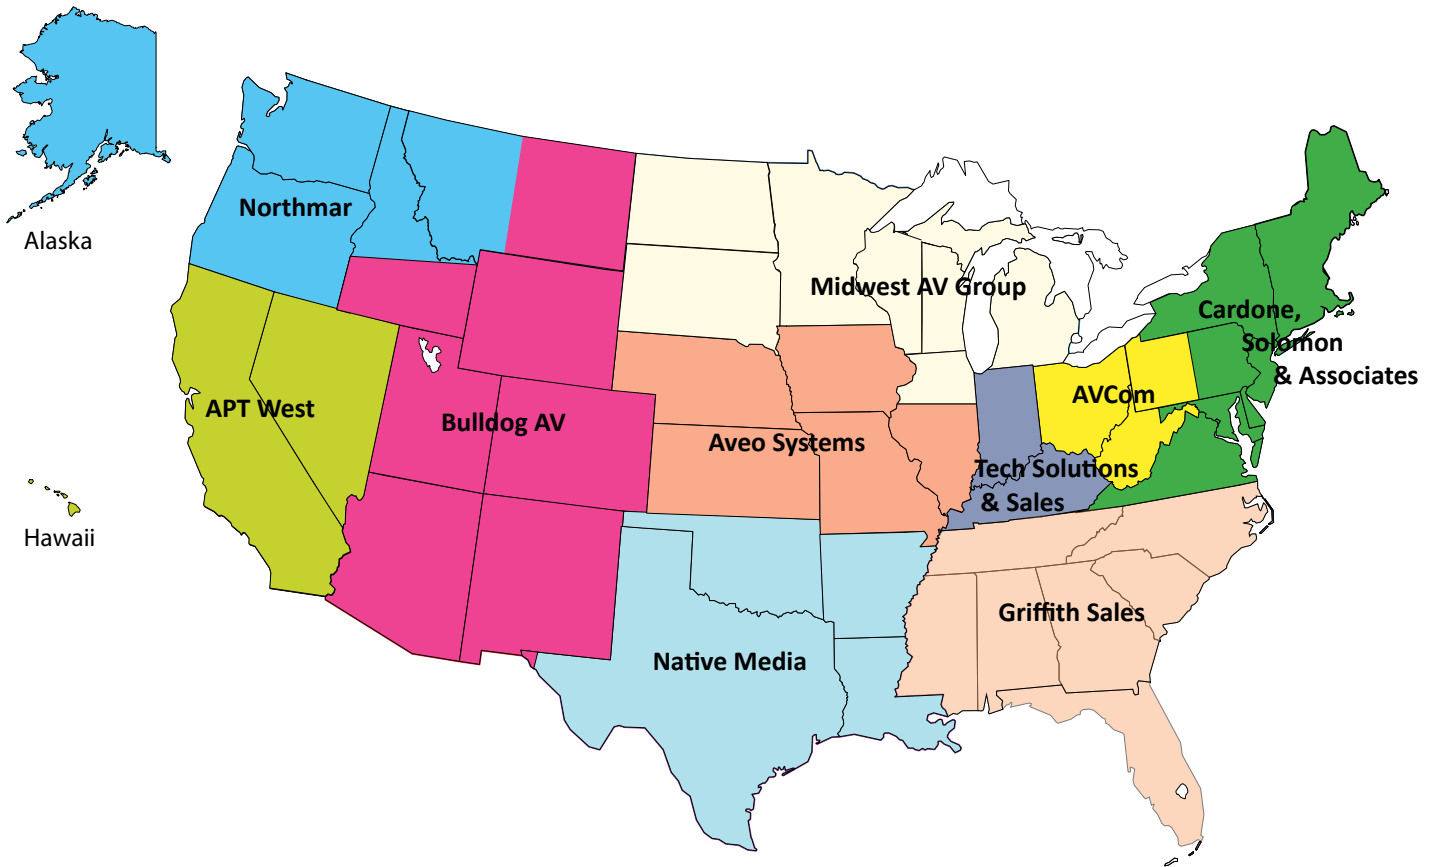 Alaska
Northmar
Midwest AV Group
Cardone,
Solomon
& Associates
AVCom
APT West
Bulldog AV
Aveo Systems
Tech Solutions
& Sales
Hawaii
Griffith Sales
Native Media